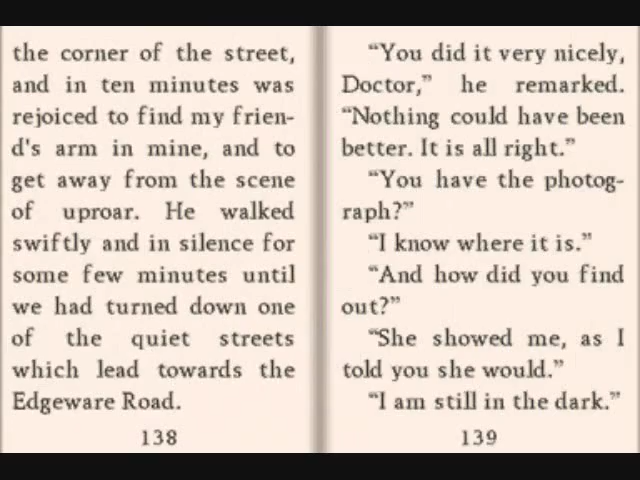 the corner of the street,
and in ten minutes was
rejoiced to find my frien-
d's arm in mine, and to
get away from the scene
of uproar. He walked
swiftly and in silence for
some few minutes until
we had turned down one
of the quiet streets
which lead towards the
Edgeware Road.
138
“You did it very nicely,
Doctor,” he remarked.
“Nothing could have been
better. It is all right.”
“You have the photog-
raph?”
“I know where it is.”
“And how did you find
out?”
“She showed me, as I
told you she would.”
“I am still in the dark.”
139